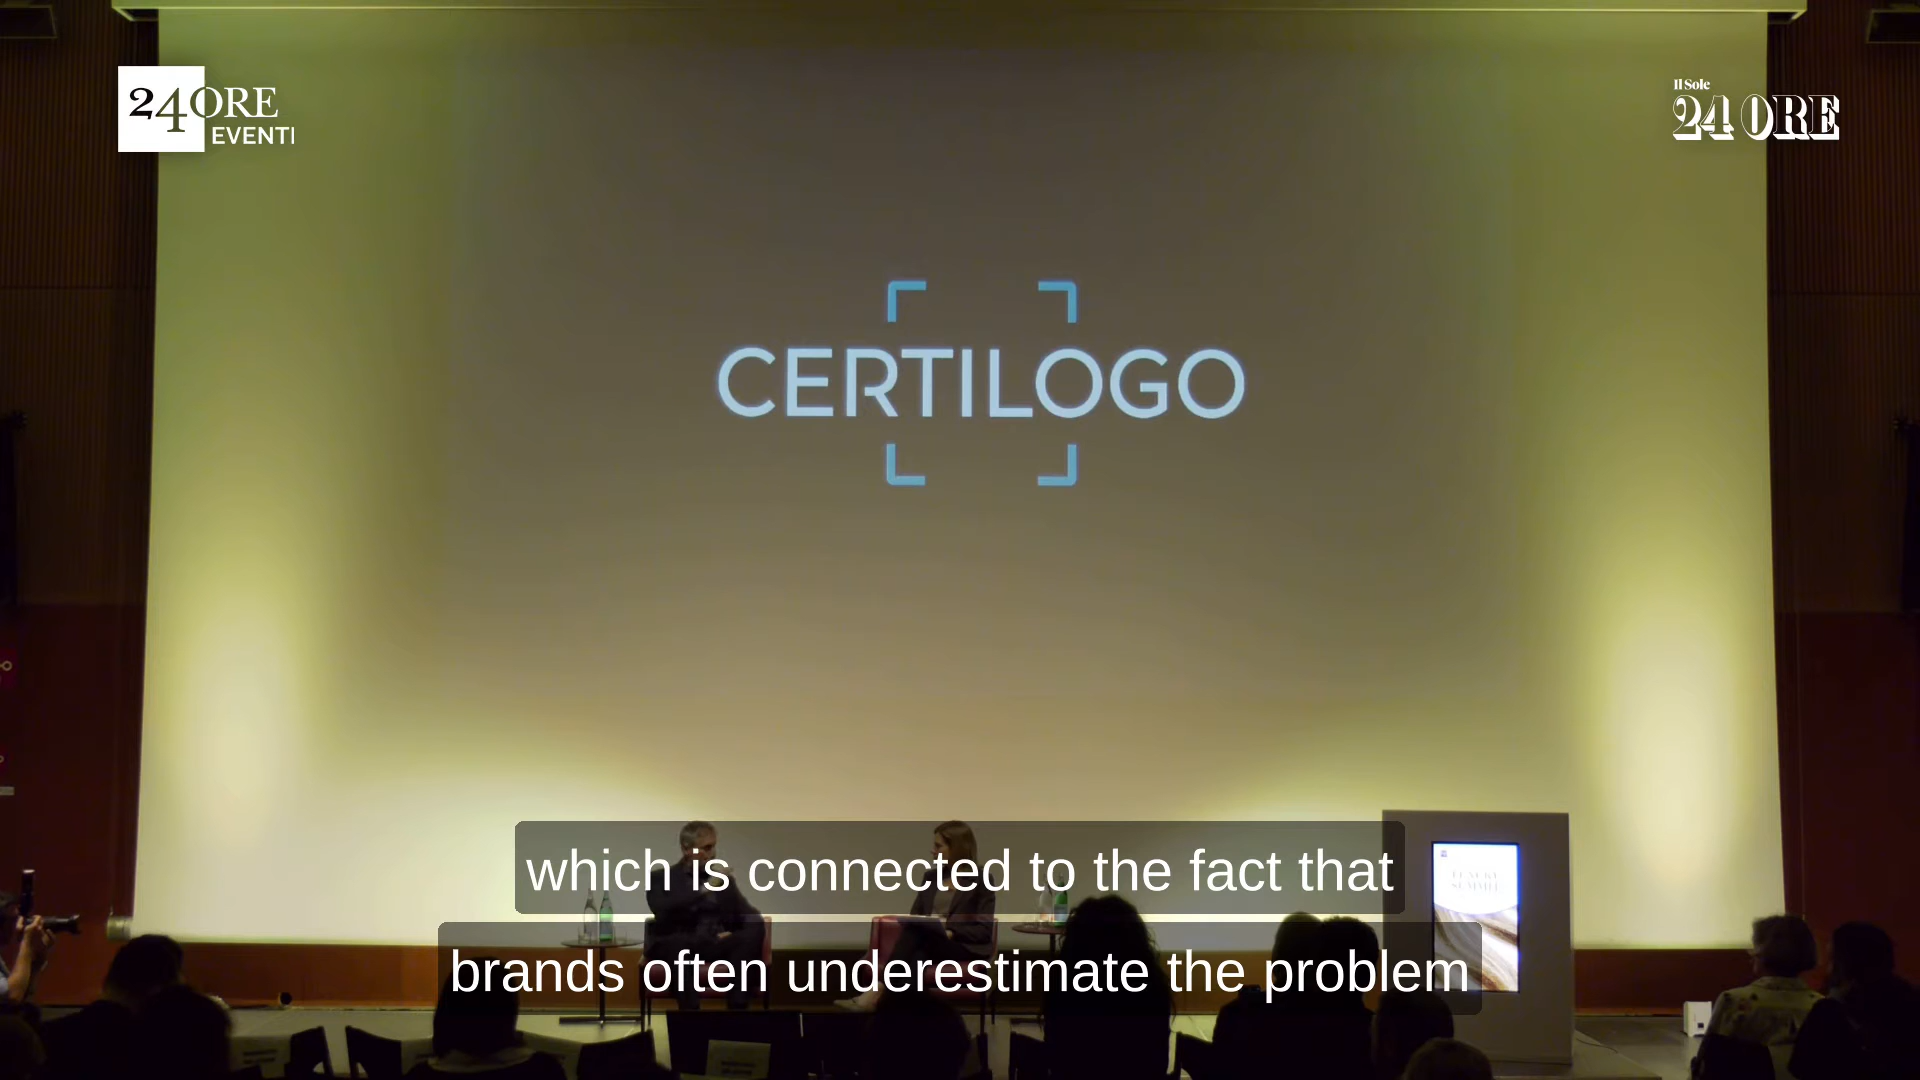 24ORE
EVENTI
Il Sole
24 ORE
CERTILOGO
which is connected to the fact that
brands often underestimate the problem